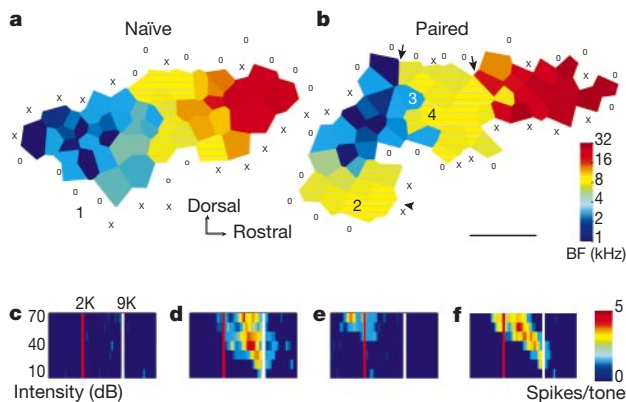 a Naïve
b Paired
1
2
3
4
Dorsal
Rostral
32
16
8
4
2
1
BF (kHz)
c 2K 9K d e f
70
40
10
Intensity (dB)
5
0
Spikes/tone